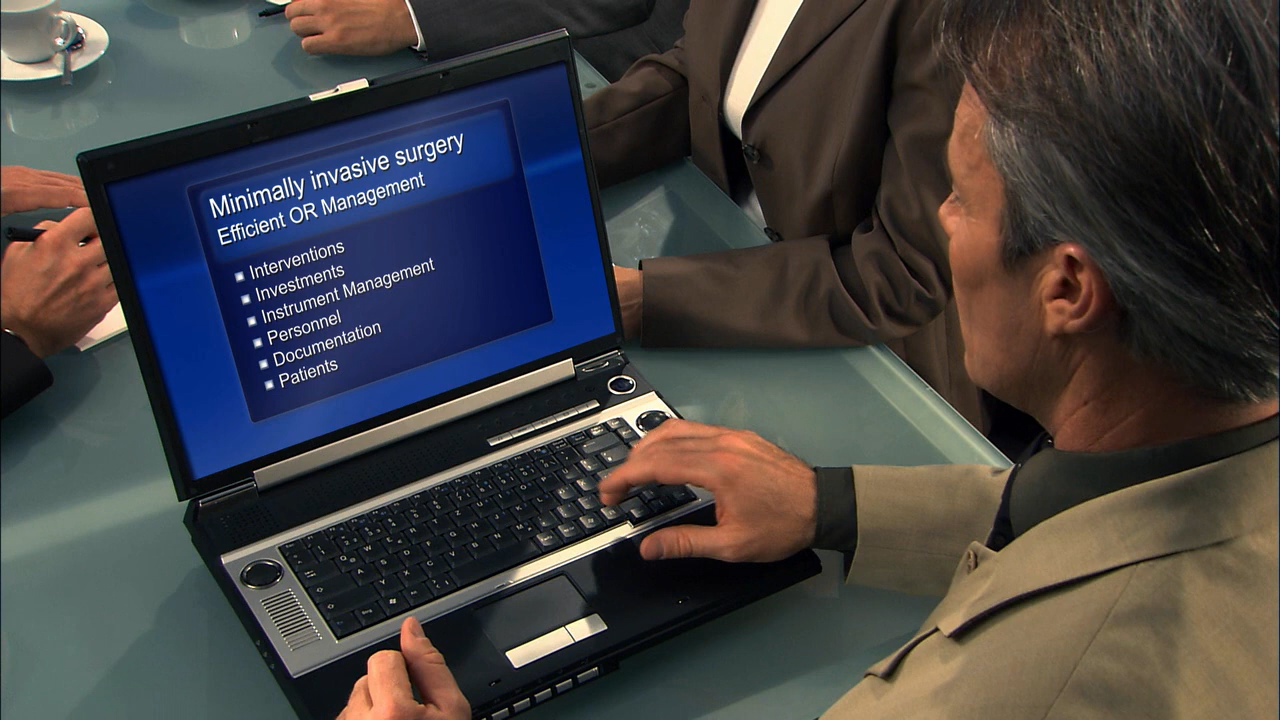 Minimally invasive surgery
Efficient OR Management
Interventions
Investments
Instrument Management
Personnel
Documentation
Patients